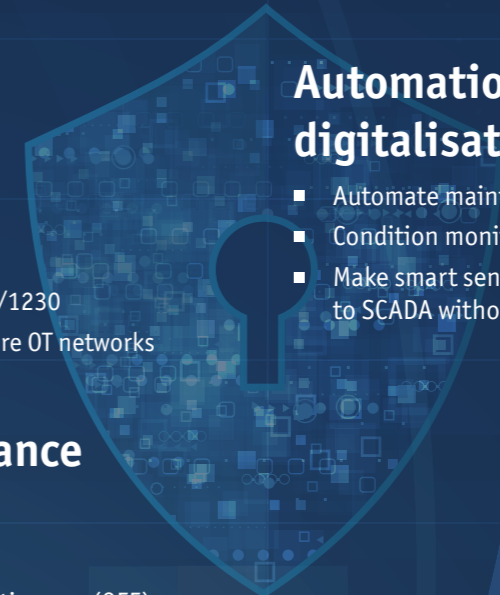 Automatio
digitalisat
Automate main
Condition moni
Make smart sen
to SCADA witho
/1230
re OT networks
ance